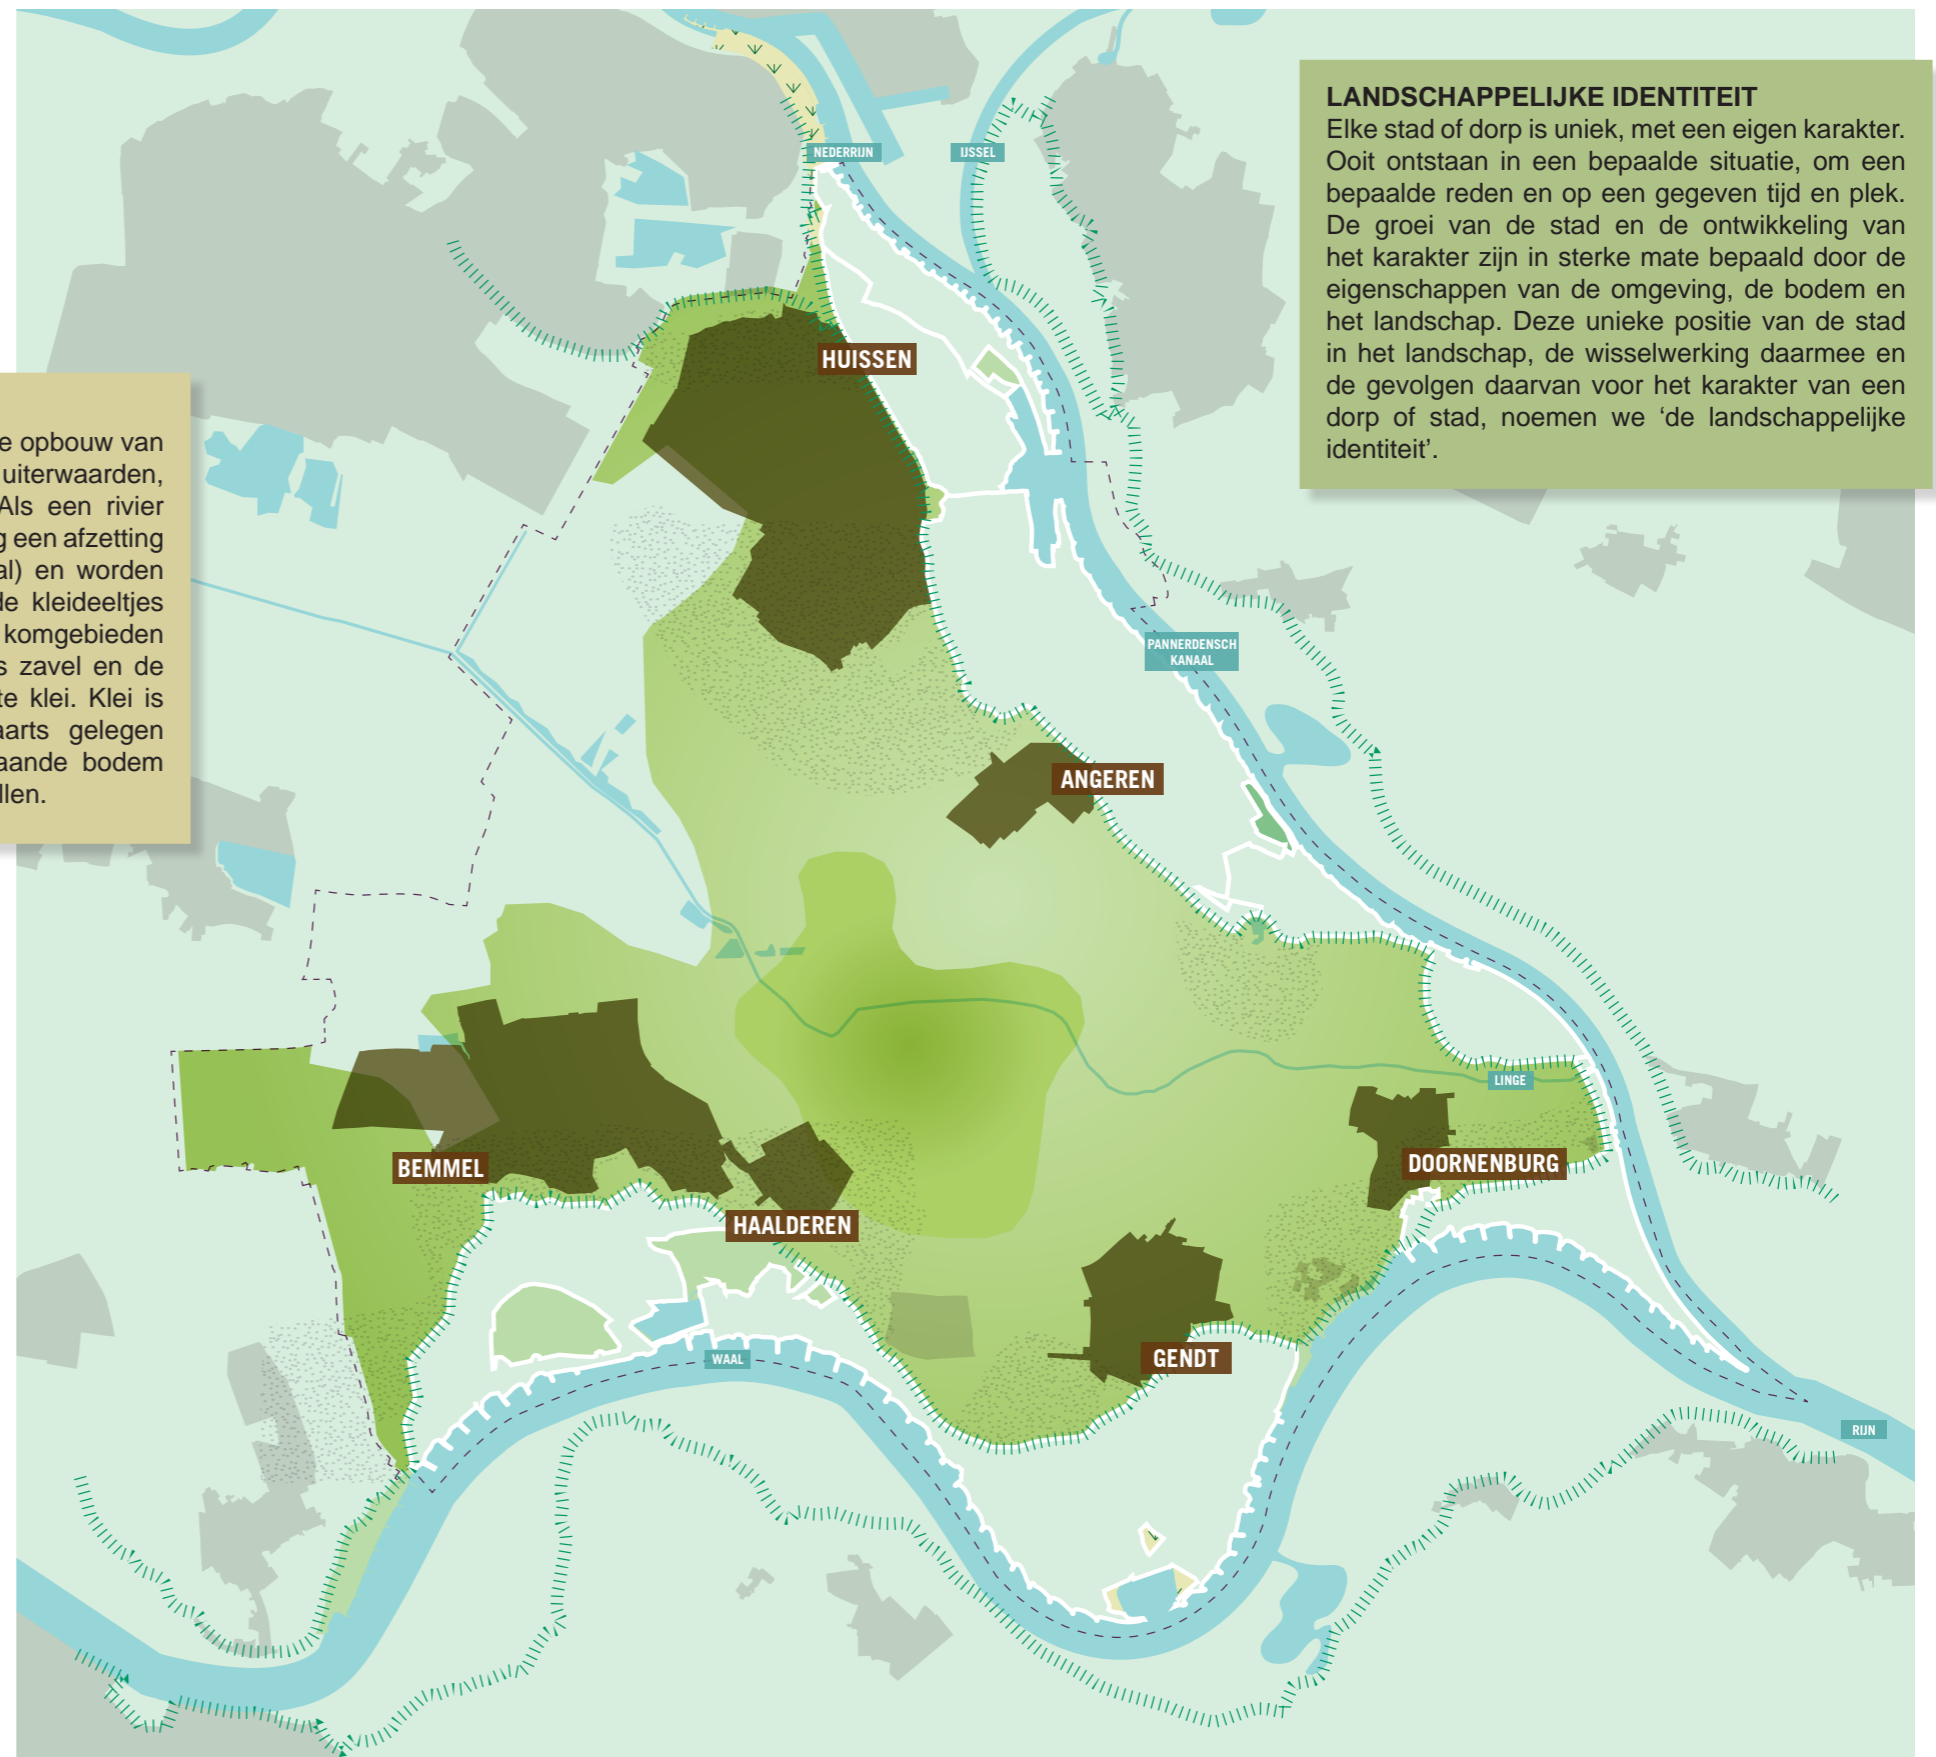 LANDSCHAPPELIJKE IDENTITEIT
Elke stad of dorp is uniek, met een eigen karakter.
Ooit ontstaan in een bepaalde situatie, om een
bepaalde reden en op een gegeven tijd en plek.
De groei van de stad en de ontwikkeling van
het karakter zijn in sterke mate bepaald door de
eigenschappen van de omgeving, de bodem en
het landschap. Deze unieke positie van de stad
in het landschap, de wisselwerking daarmee en
de gevolgen daarvan voor het karakter van een
dorp of stad, noemen we ‘de landschappelijke
identiteit’.
NEDERRIJN
IJSSEL
HUISSEN
e opbouw van
uiterwaarden,
Als een rivier
g een afzetting
al) en worden
de kleideeltjes
komgebieden
s zavel en de
te klei. Klei is
aarts gelegen
aande bodem
llen.
PANNERDENSCH
KANAAL
ANGEREN
LINGE
BEMMEL
DOORNENBURG
HAALDEREN
WAAL
GENDT
RIJN